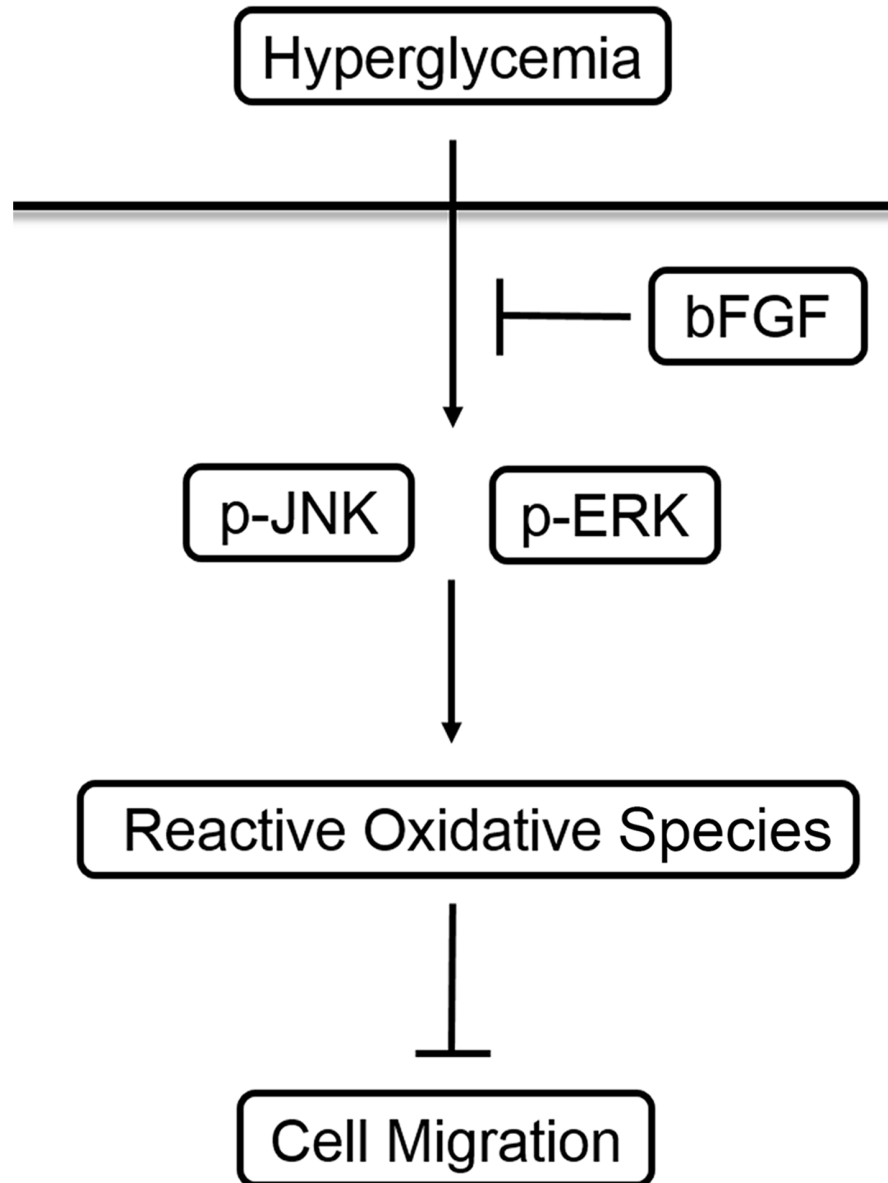 Hyperglycemia
bFGF
p-JNK
p-ERK
Reactive Oxidative Species
Cell Migration